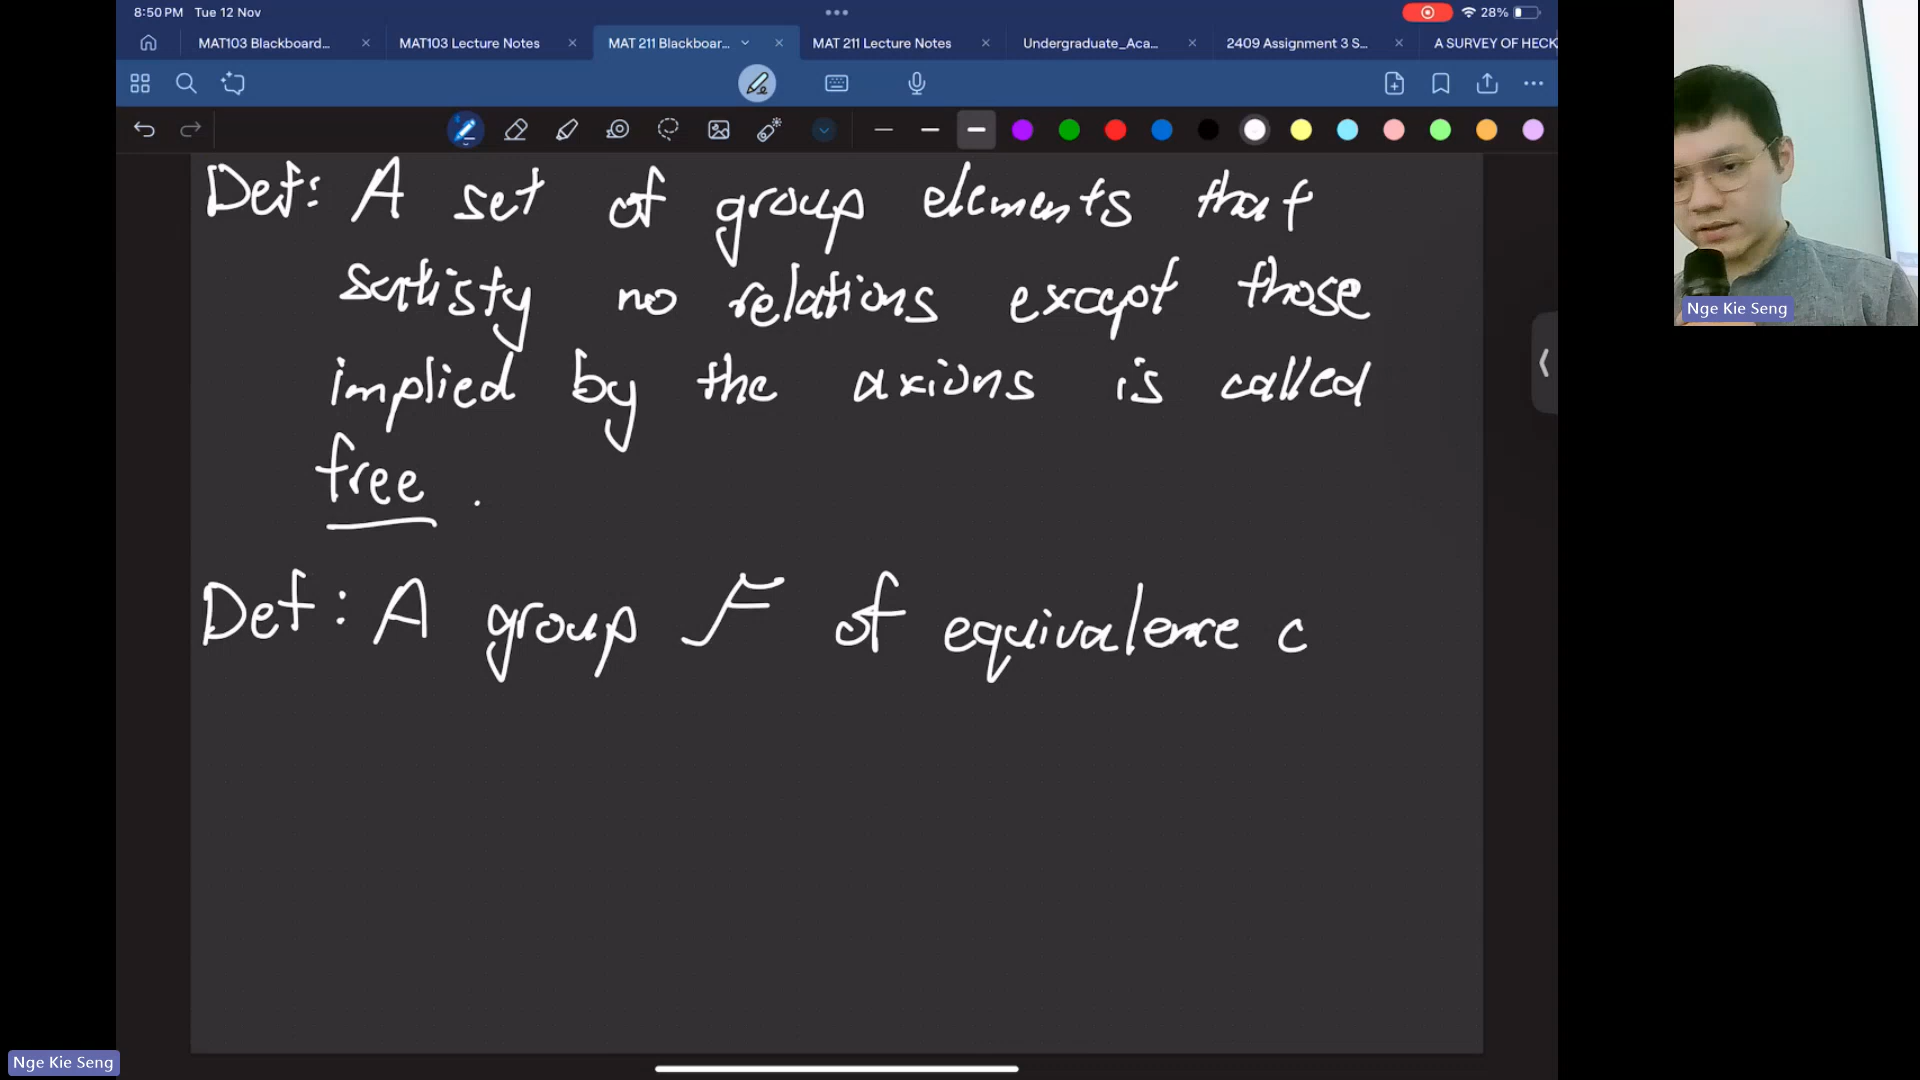 8:50 PM Tue 12 Nov
28%
MAT103 Blackboard...
MAT103 Lecture Notes
MAT 211 Blackboar...
MAT 211 Lecture Notes
Undergraduate_Aca...
2409 Assignment 3 S...
A SURVEY OF HECK
Def: A set of group elements that
satisfy no relations except those
implied by the axions is called
free.
Def: A group F of equivalence c
Nge Kie Seng
Nge Kie Seng